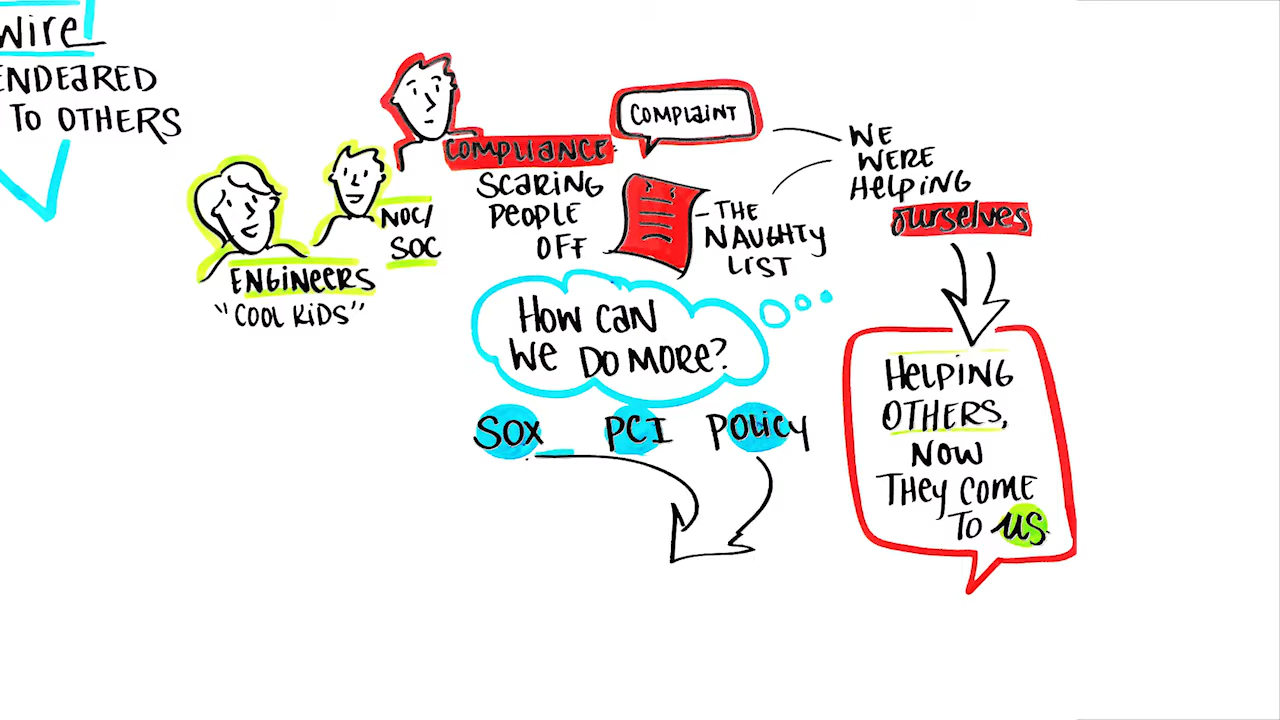 wire
ENDEARED
TO OTHERS
COMPLIANCE
SCARING
PEOPLE
OFF
NOC/
SOC
ENGINEERS
"COOL KIDS"
COMPLAINT
THE
NAUGHTY
LIST
WE
WERE
HELPING
OURSELVES
HOW CAN
WE DO MORE?
SOX PCI POLICY
HELPING
OTHERS,
NOW
THEY COME
TO US